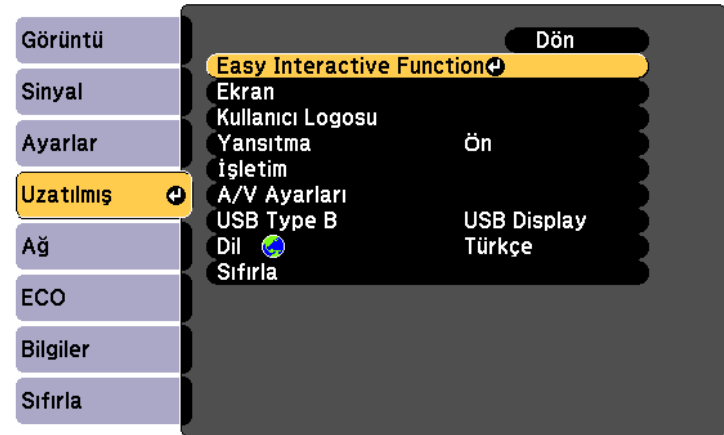 Görüntü
Sinyal
Ayarlar
Uzatılmış
Ağ
ECO
Bilgiler
Sıfırla
Dön
Easy Interactive Function
Ekran
Kullanıcı Logosu
Yansıtma Ön
İşletim
A/V Ayarları
USB Type B USB Display
Dil Türkçe
Sıfırla